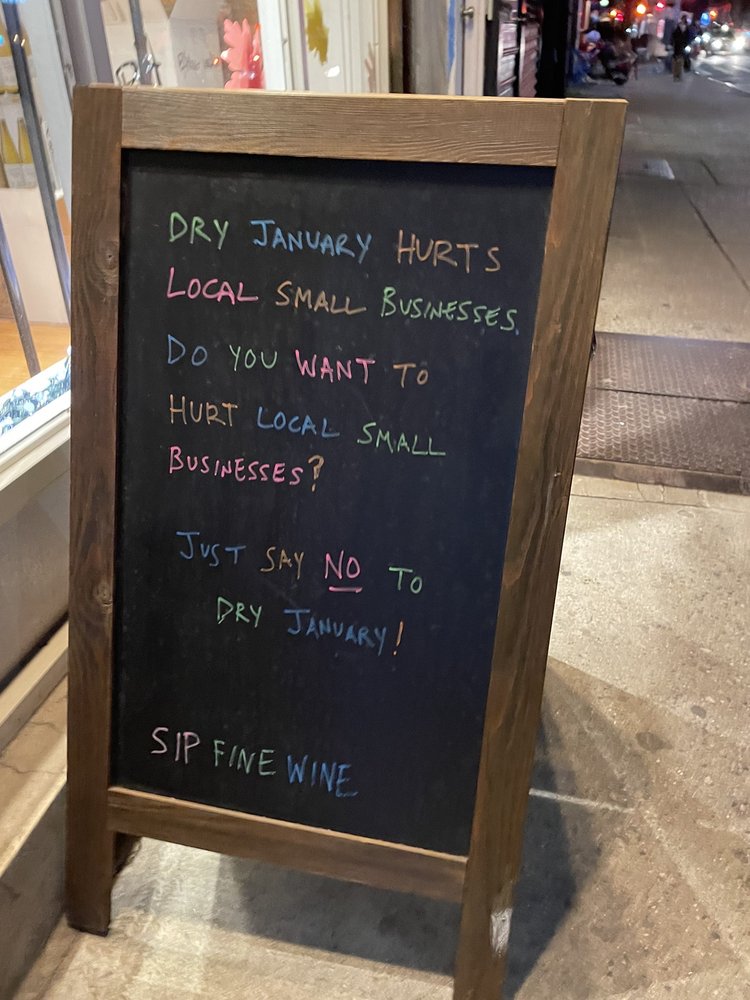 DRY JANUARY HURTS
LOCAL SMALL BUSINESSES.
DO YOU WANT TO
HURT LOCAL SMALL
BUSINESSES?
JUST SAY NO TO
DRY JANUARY!
SIP FINE WINE